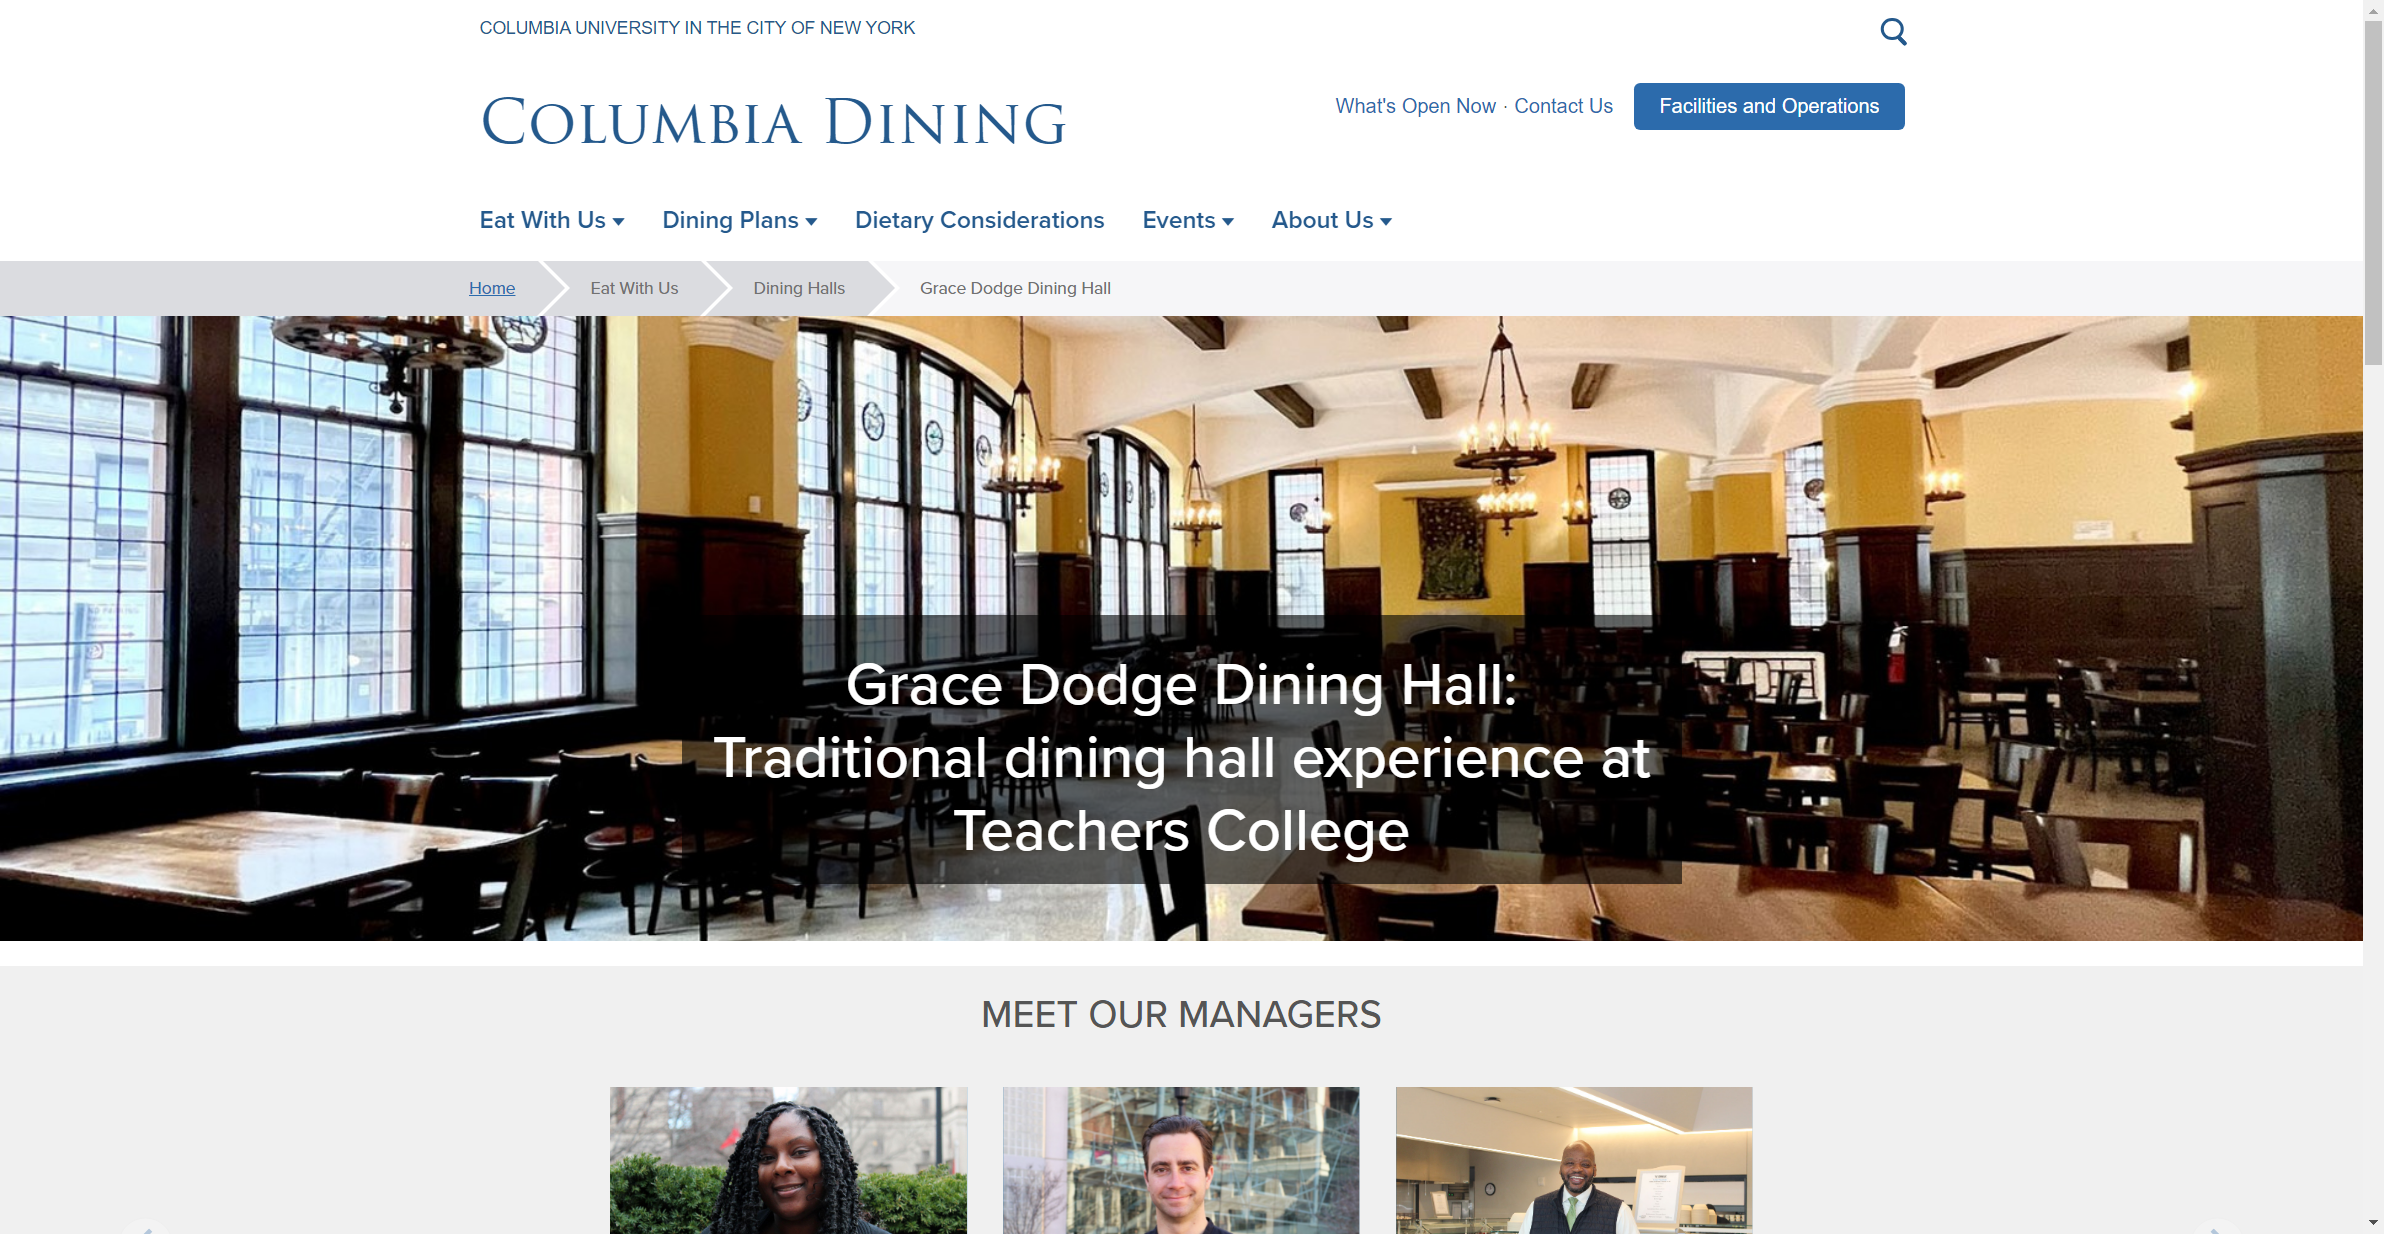 COLUMBIA UNIVERSITY IN THE CITY OF NEW YORK
COLUMBIA DINING
What's Open Now · Contact Us
Facilities and Operations
Eat With Us
Dining Plans
Dietary Considerations
Events
About Us
Home
Eat With Us
Dining Halls
Grace Dodge Dining Hall
Grace Dodge Dining Hall:
Traditional dining hall experience at
Teachers College
MEET OUR MANAGERS